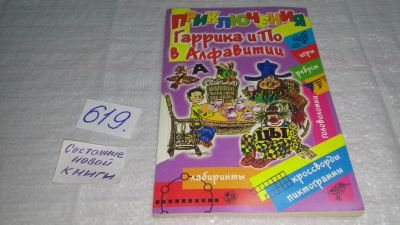 619.
Состояние
новой
книги
ПРИКЛЮЧЕНИЯ
Гаррика и По
в Алфавитии
А
игры
ребусы
головоломки
ЦЫ
лабиринты
кроссворды
пиктограммы